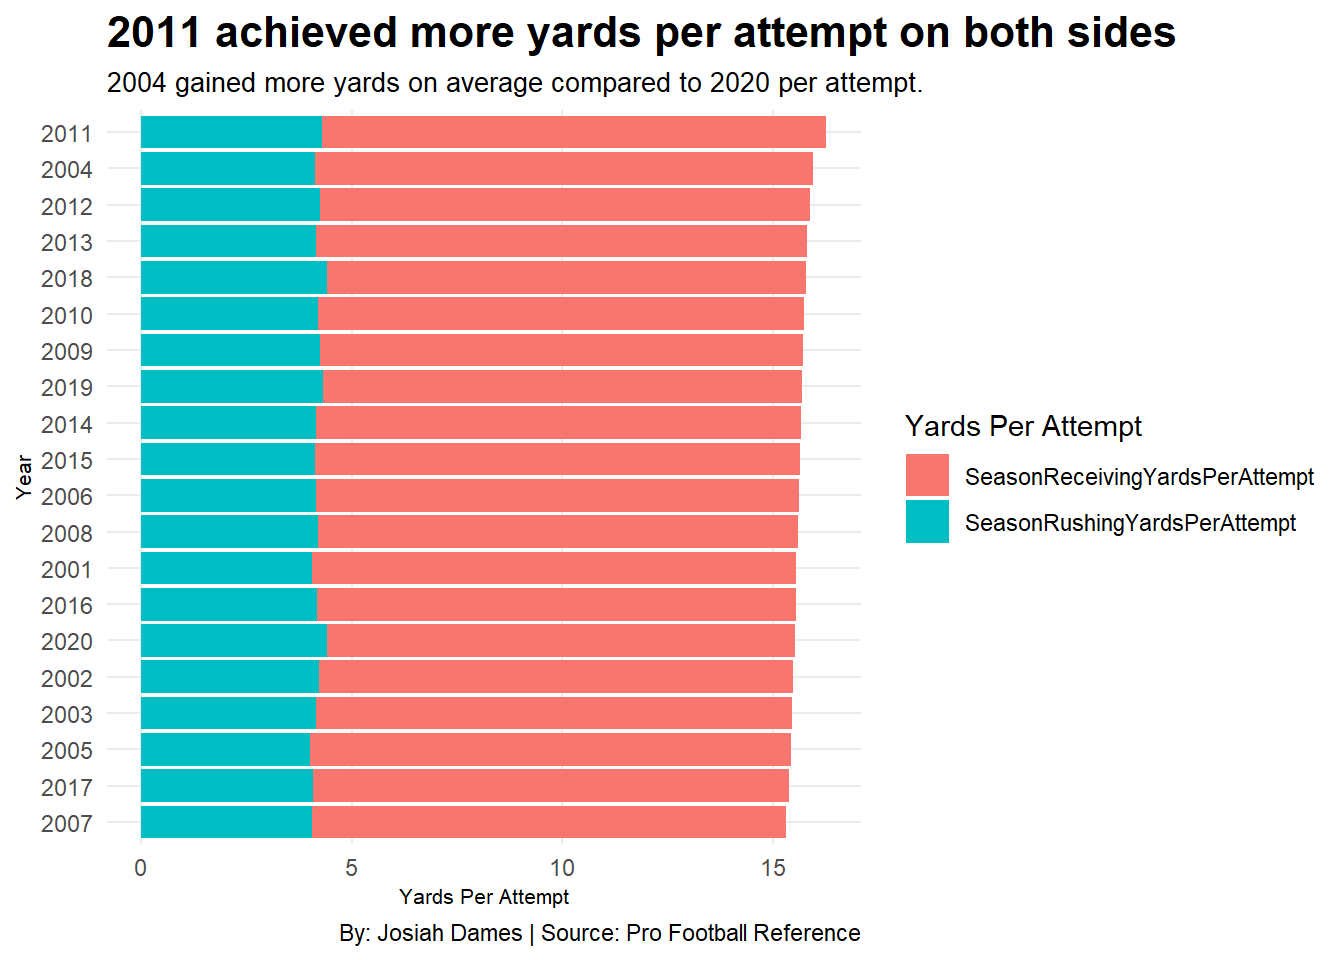 2011 achieved more yards per attempt on both sides
2004 gained more yards on average compared to 2020 per attempt.
2011
2004
2012
2013
2018
2010
2009
2019
2014
2015
2006
2008
2001
2016
2020
2002
2003
2005
2017
2007
Year
0 5 10 15
Yards Per Attempt
By: Josiah Dames | Source: Pro Football Reference
Yards Per Attempt
SeasonReceivingYardsPerAttempt
SeasonRushingYardsPerAttempt